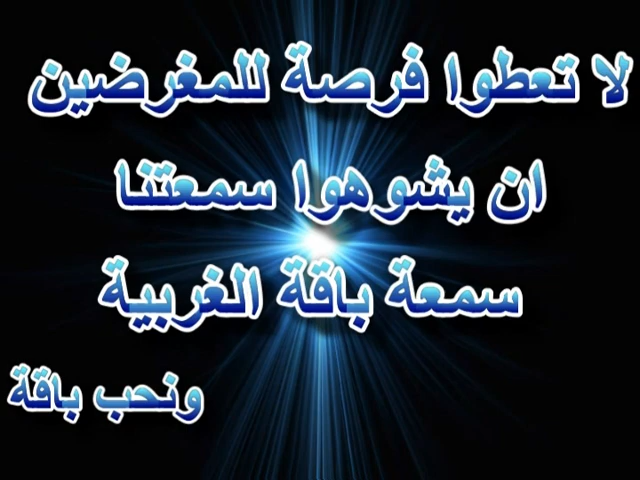 لا تعطوا فرصة للمغرضين
ان يشوهوا سمعتنا
سمعة باقة الغربية
ونحب باقة